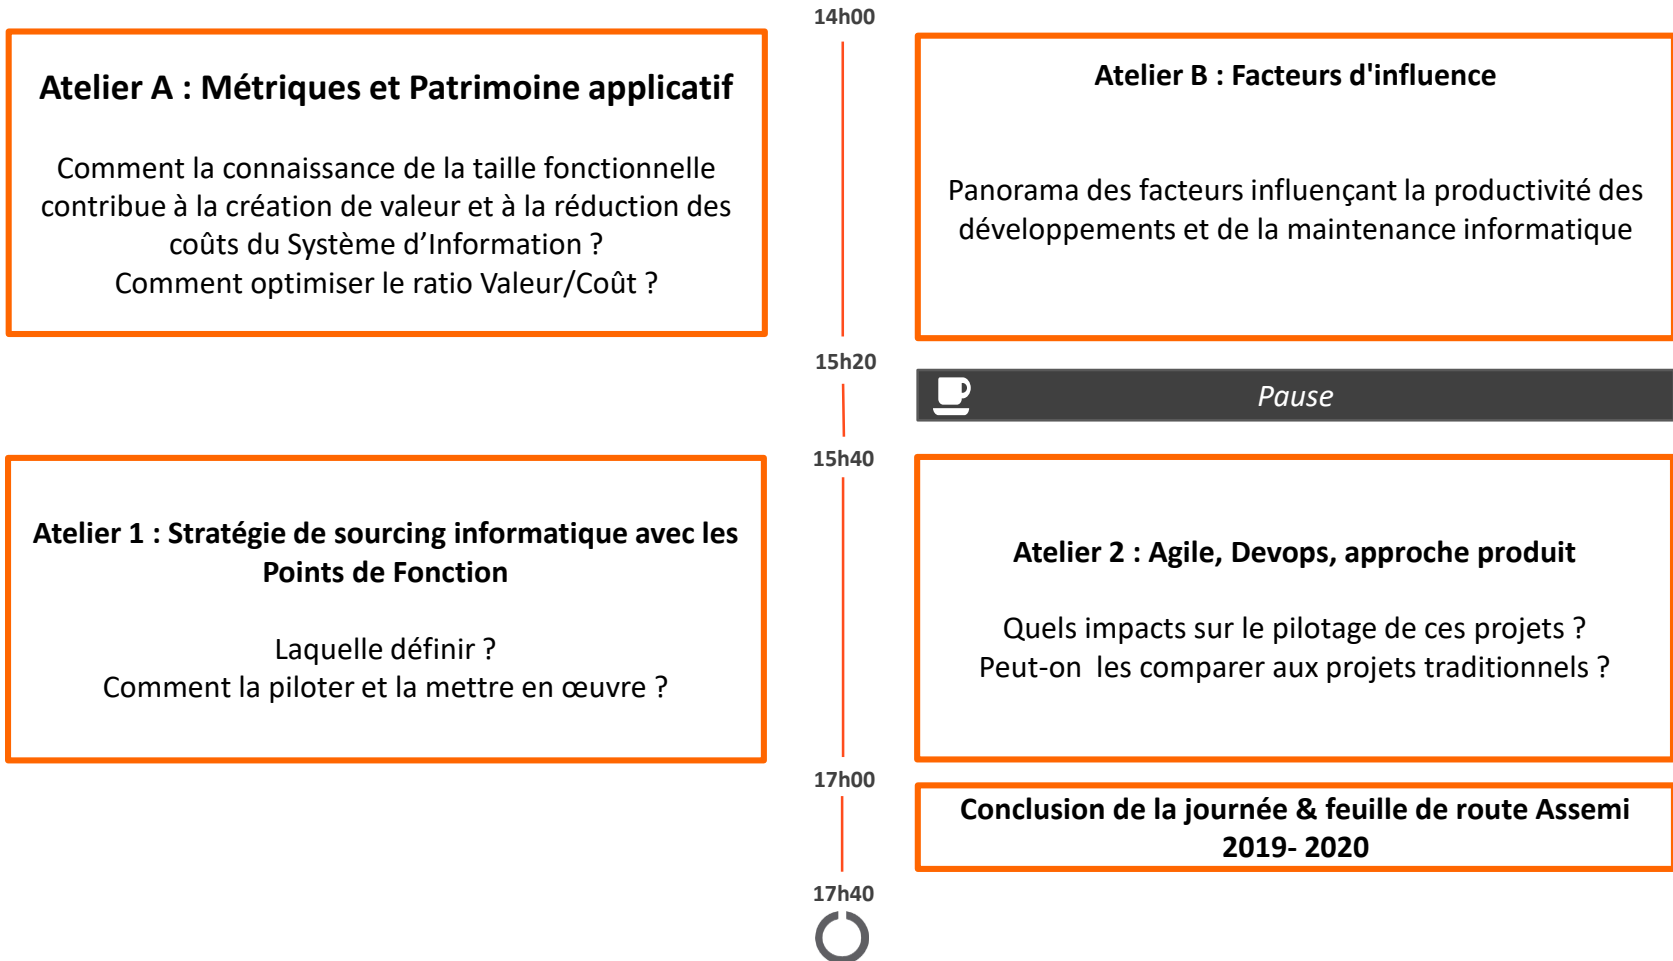 14h00
Atelier A : Métriques et Patrimoine applicatif
Comment la connaissance de la taille fonctionnelle
contribue à la création de valeur et à la réduction des
coûts du Système d’Information ?
Comment optimiser le ratio Valeur/Coût ?
Atelier B : Facteurs d'influence
Panorama des facteurs influençant la productivité des
développements et de la maintenance informatique
15h20
Pause
15h40
Atelier 1 : Stratégie de sourcing informatique avec les
Points de Fonction
Laquelle définir ?
Comment la piloter et la mettre en œuvre ?
Atelier 2 : Agile, Devops, approche produit
Quels impacts sur le pilotage de ces projets ?
Peut-on  les comparer aux projets traditionnels ?
17h00
Conclusion de la journée & feuille de route Assemi
2019- 2020
17h40